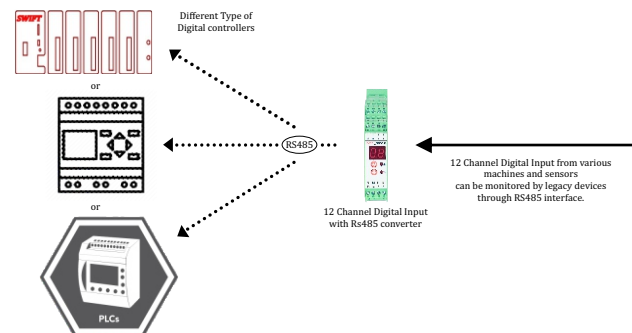 SWIFT
Different Type of
Digital controllers
or
RS485
12 Channel Digital Input from various
machines and sensors
can be monitored by legacy devices
through RS485 interface.
12 Channel Digital Input
with Rs485 converter
or
PLCs